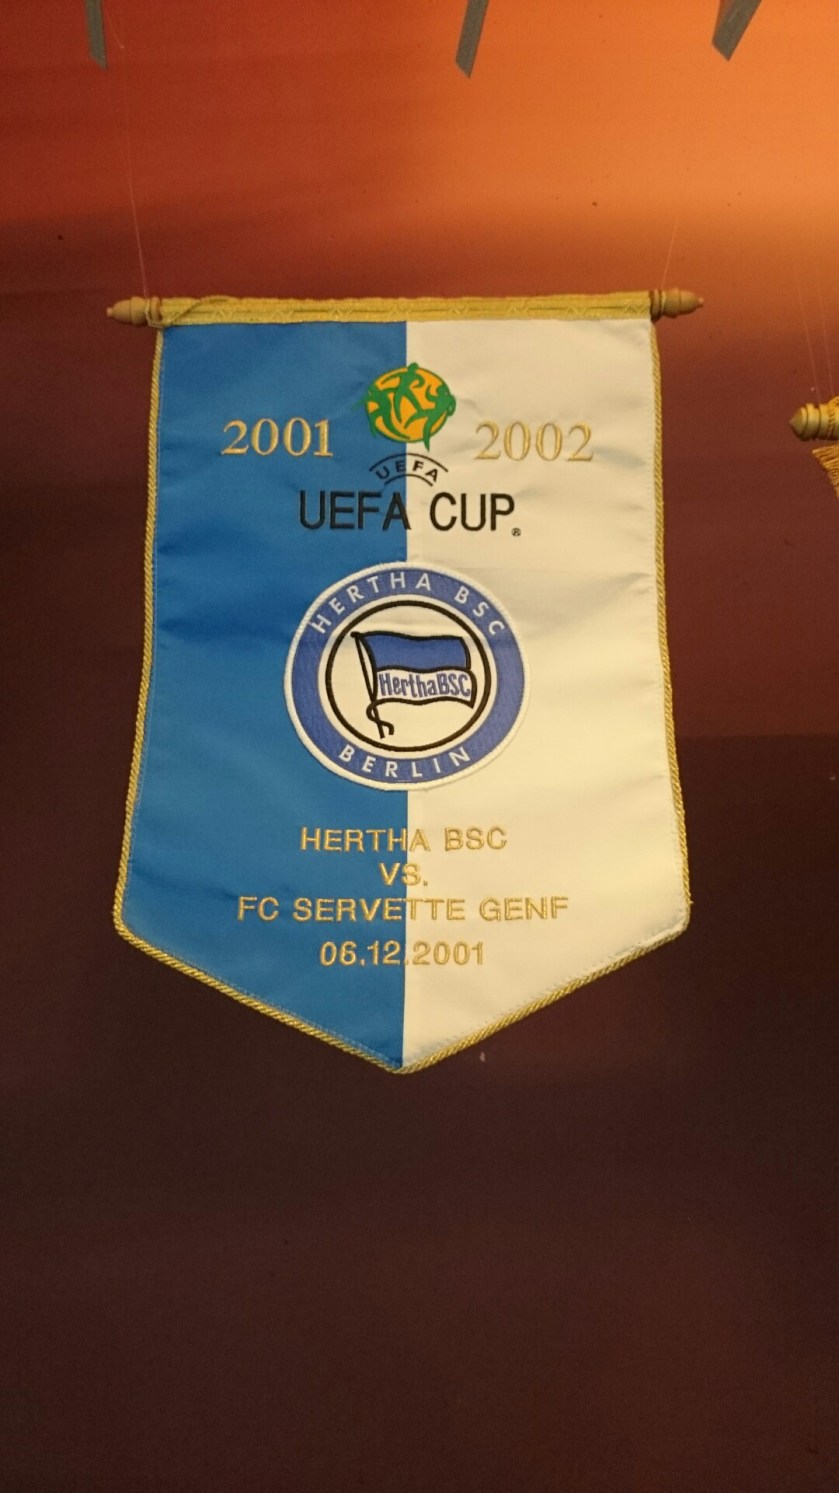 2001 2002
UEFA
UEFA CUP®
HERTHA BSC
HerthaBSC
BERLIN
HERTHA BSC
VS.
FC SERVETTE GENF
06.12.2001